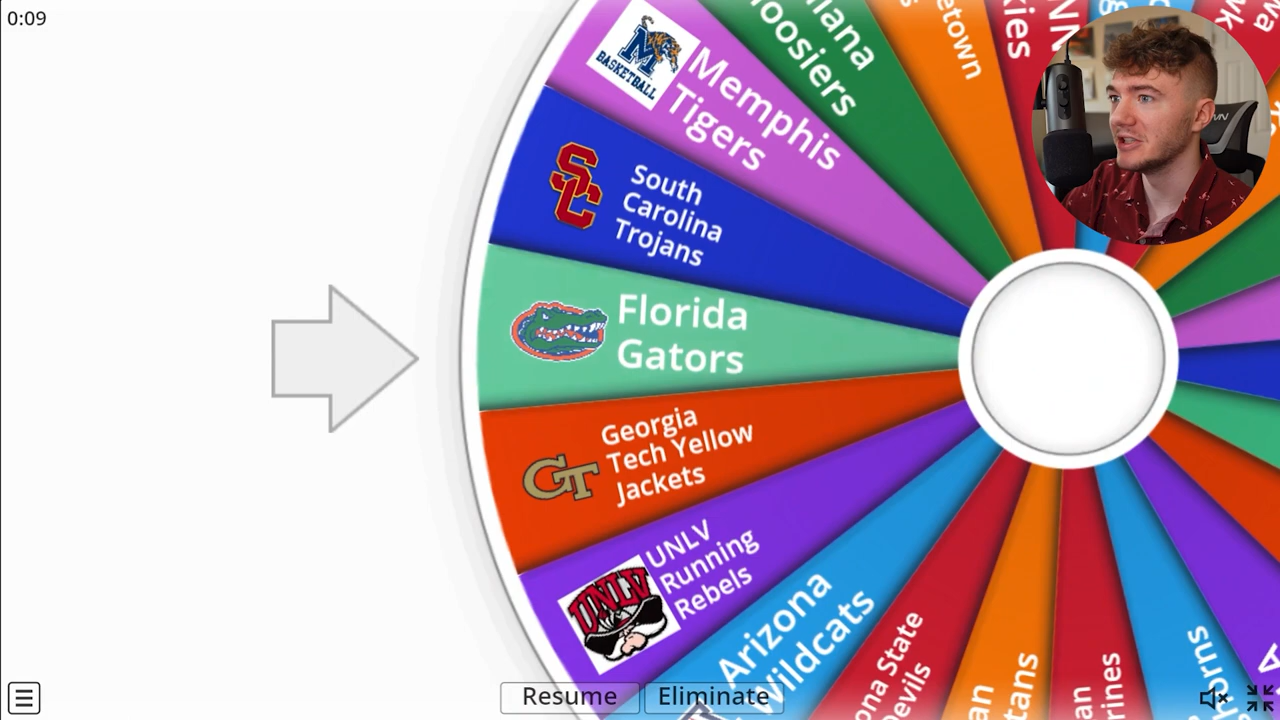 0:09
M
BASKETBALL
Memphis
Tigers
SC
South
Carolina
Trojans
Florida
Gators
GT
Georgia
Tech Yellow
Jackets
UNLV
UNLV
Running
Rebels
Arizona
Wildcats
Resume
Eliminate